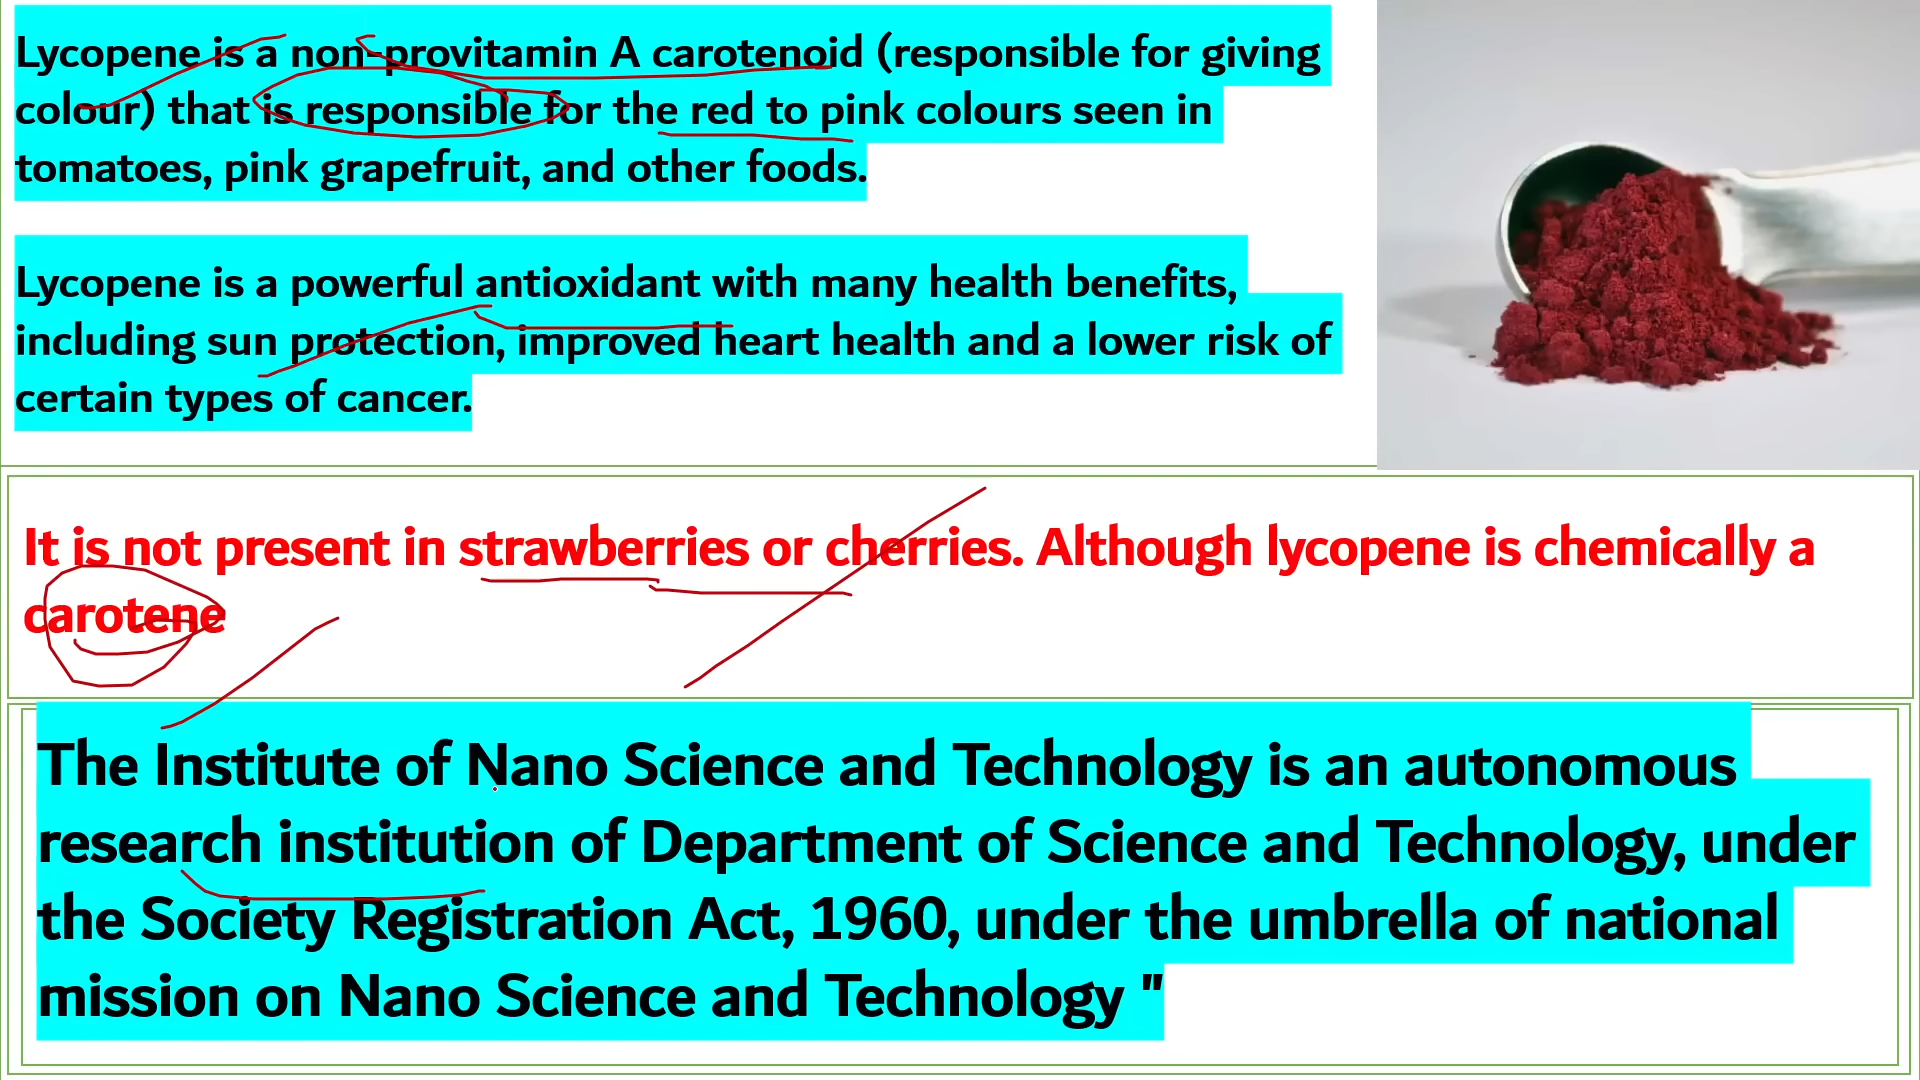 Lycopene is a non-provitamin A carotenoid (responsible for giving
colour) that is responsible for the red to pink colours seen in
tomatoes, pink grapefruit, and other foods.
Lycopene is a powerful antioxidant with many health benefits,
including sun protection, improved heart health and a lower risk of
certain types of cancer.
It is not present in strawberries or cherries. Although lycopene is chemically a
carotene
The Institute of Nano Science and Technology is an autonomous
research institution of Department of Science and Technology, under
the Society Registration Act, 1960, under the umbrella of national
mission on Nano Science and Technology "